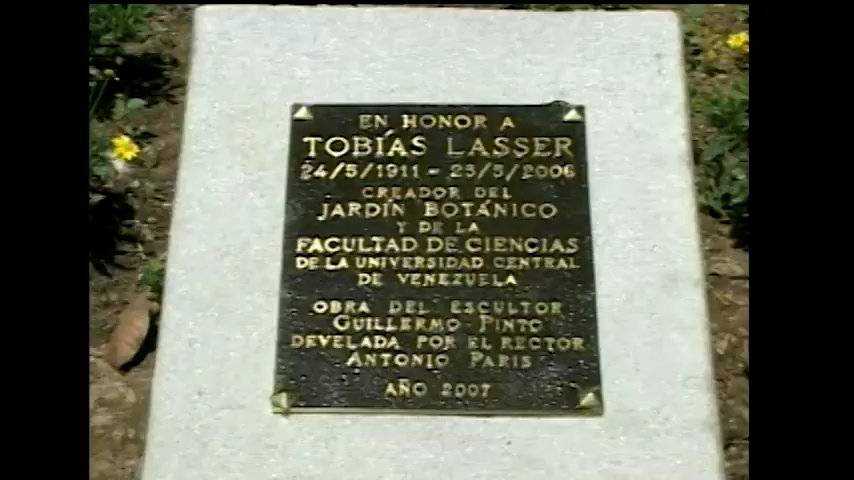 EN HONOR A
TOBÍAS LASSER
24/5/1911 - 23/5/2006
CREADOR DEL
JARDÍN BOTÁNICO
Y DE LA
FACULTAD DE CIENCIAS
DE LA UNIVERSIDAD CENTRAL
DE VENEZUELA
OBRA DEL ESCULTOR
GUILLERMO PINTO
DEVELADA POR EL RECTOR
ANTONIO PARIS
AÑO 2007